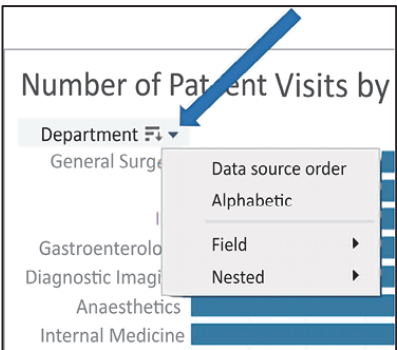 Number of Pat ent Visits by
Department
General Surge
Data source order
Alphabetic
I
Gastroenterolo
Field
Diagnostic Imagi
Nested
Anaesthetics
Internal Medicine